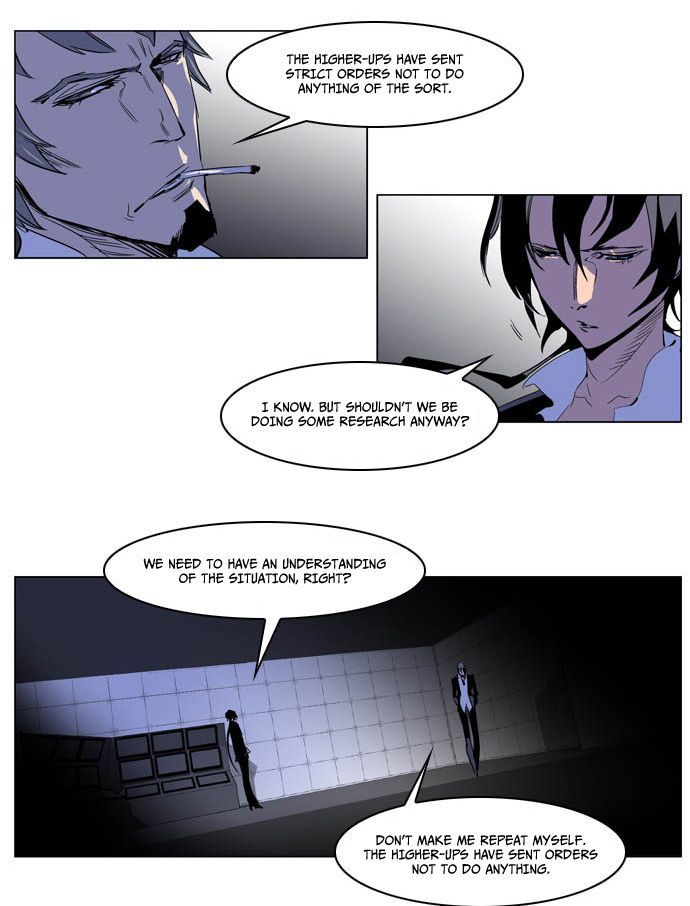 THE HIGHER-UPS HAVE SENT
STRICT ORDERS NOT TO DO
ANYTHING OF THE SORT.
I KNOW. BUT SHOULDN'T WE BE
DOING SOME RESEARCH ANYWAY?
WE NEED TO HAVE AN UNDERSTANDING
OF THE SITUATION, RIGHT?
DON'T MAKE ME REPEAT MYSELF.
THE HIGHER-UPS HAVE SENT ORDERS
NOT TO DO ANYTHING.